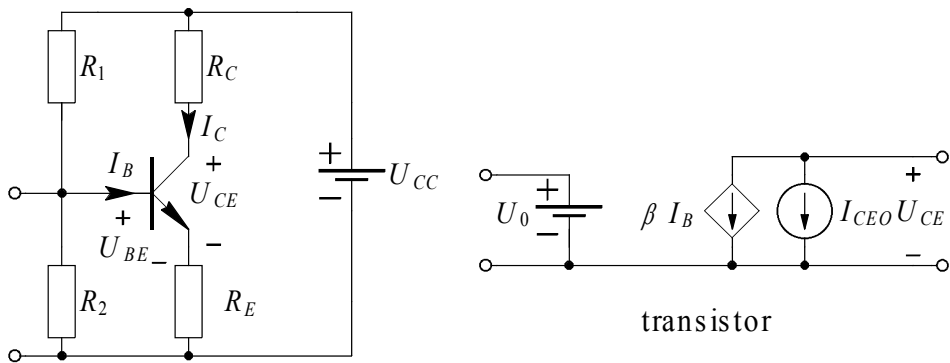 R1
RC
IC
IB
+
UCE
+
UBE
−
−
R2
RE
+
−
UCC
+
U0
−
β IB
ICEO
+
UCE
−
transistor